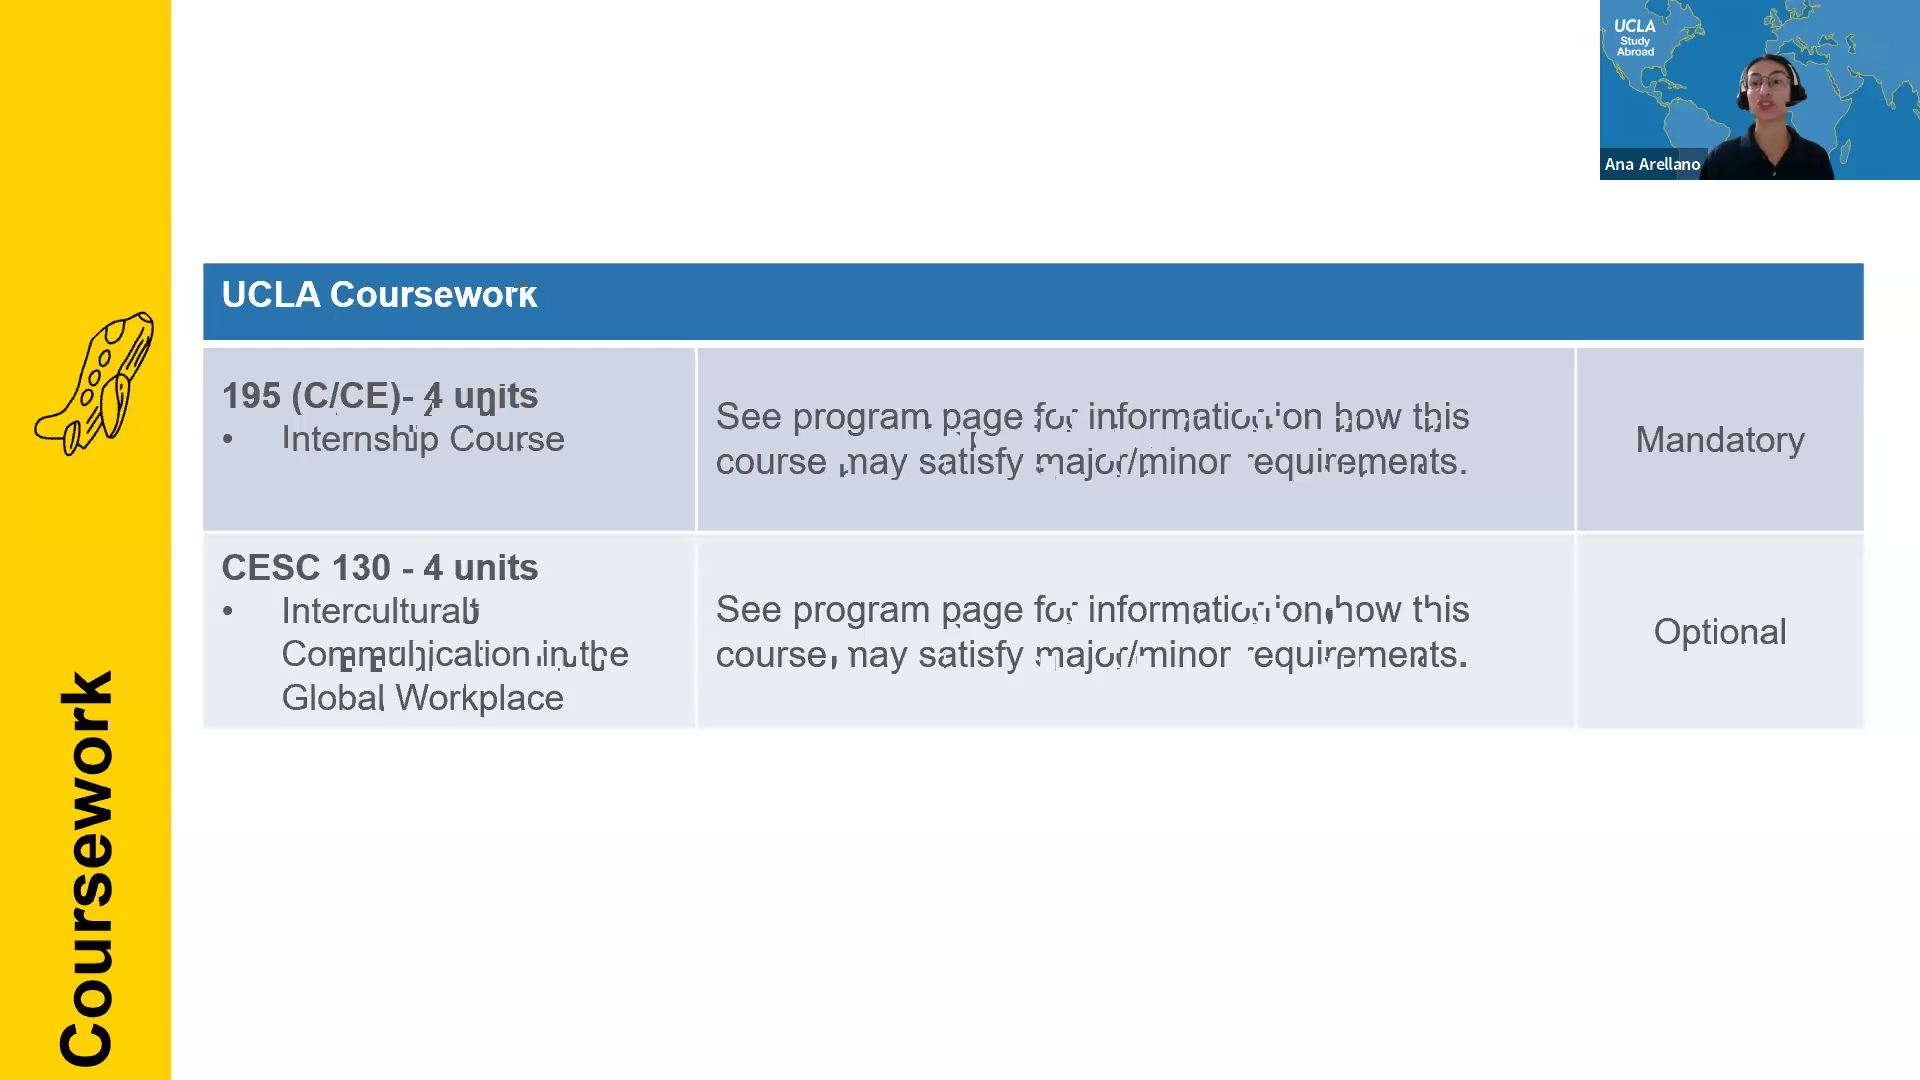 UCLA
Study
Abroad
Ana Arellano
Coursework
UCLA Coursework
195 (C/CE)- 4 units
• Internship Course
See program page for information on how this
course may satisfy major/minor requirements.
Mandatory
CESC 130 - 4 units
• Intercultural
Communication in the
Global Workplace
See program page for information on how this
course may satisfy major/minor requirements.
Optional